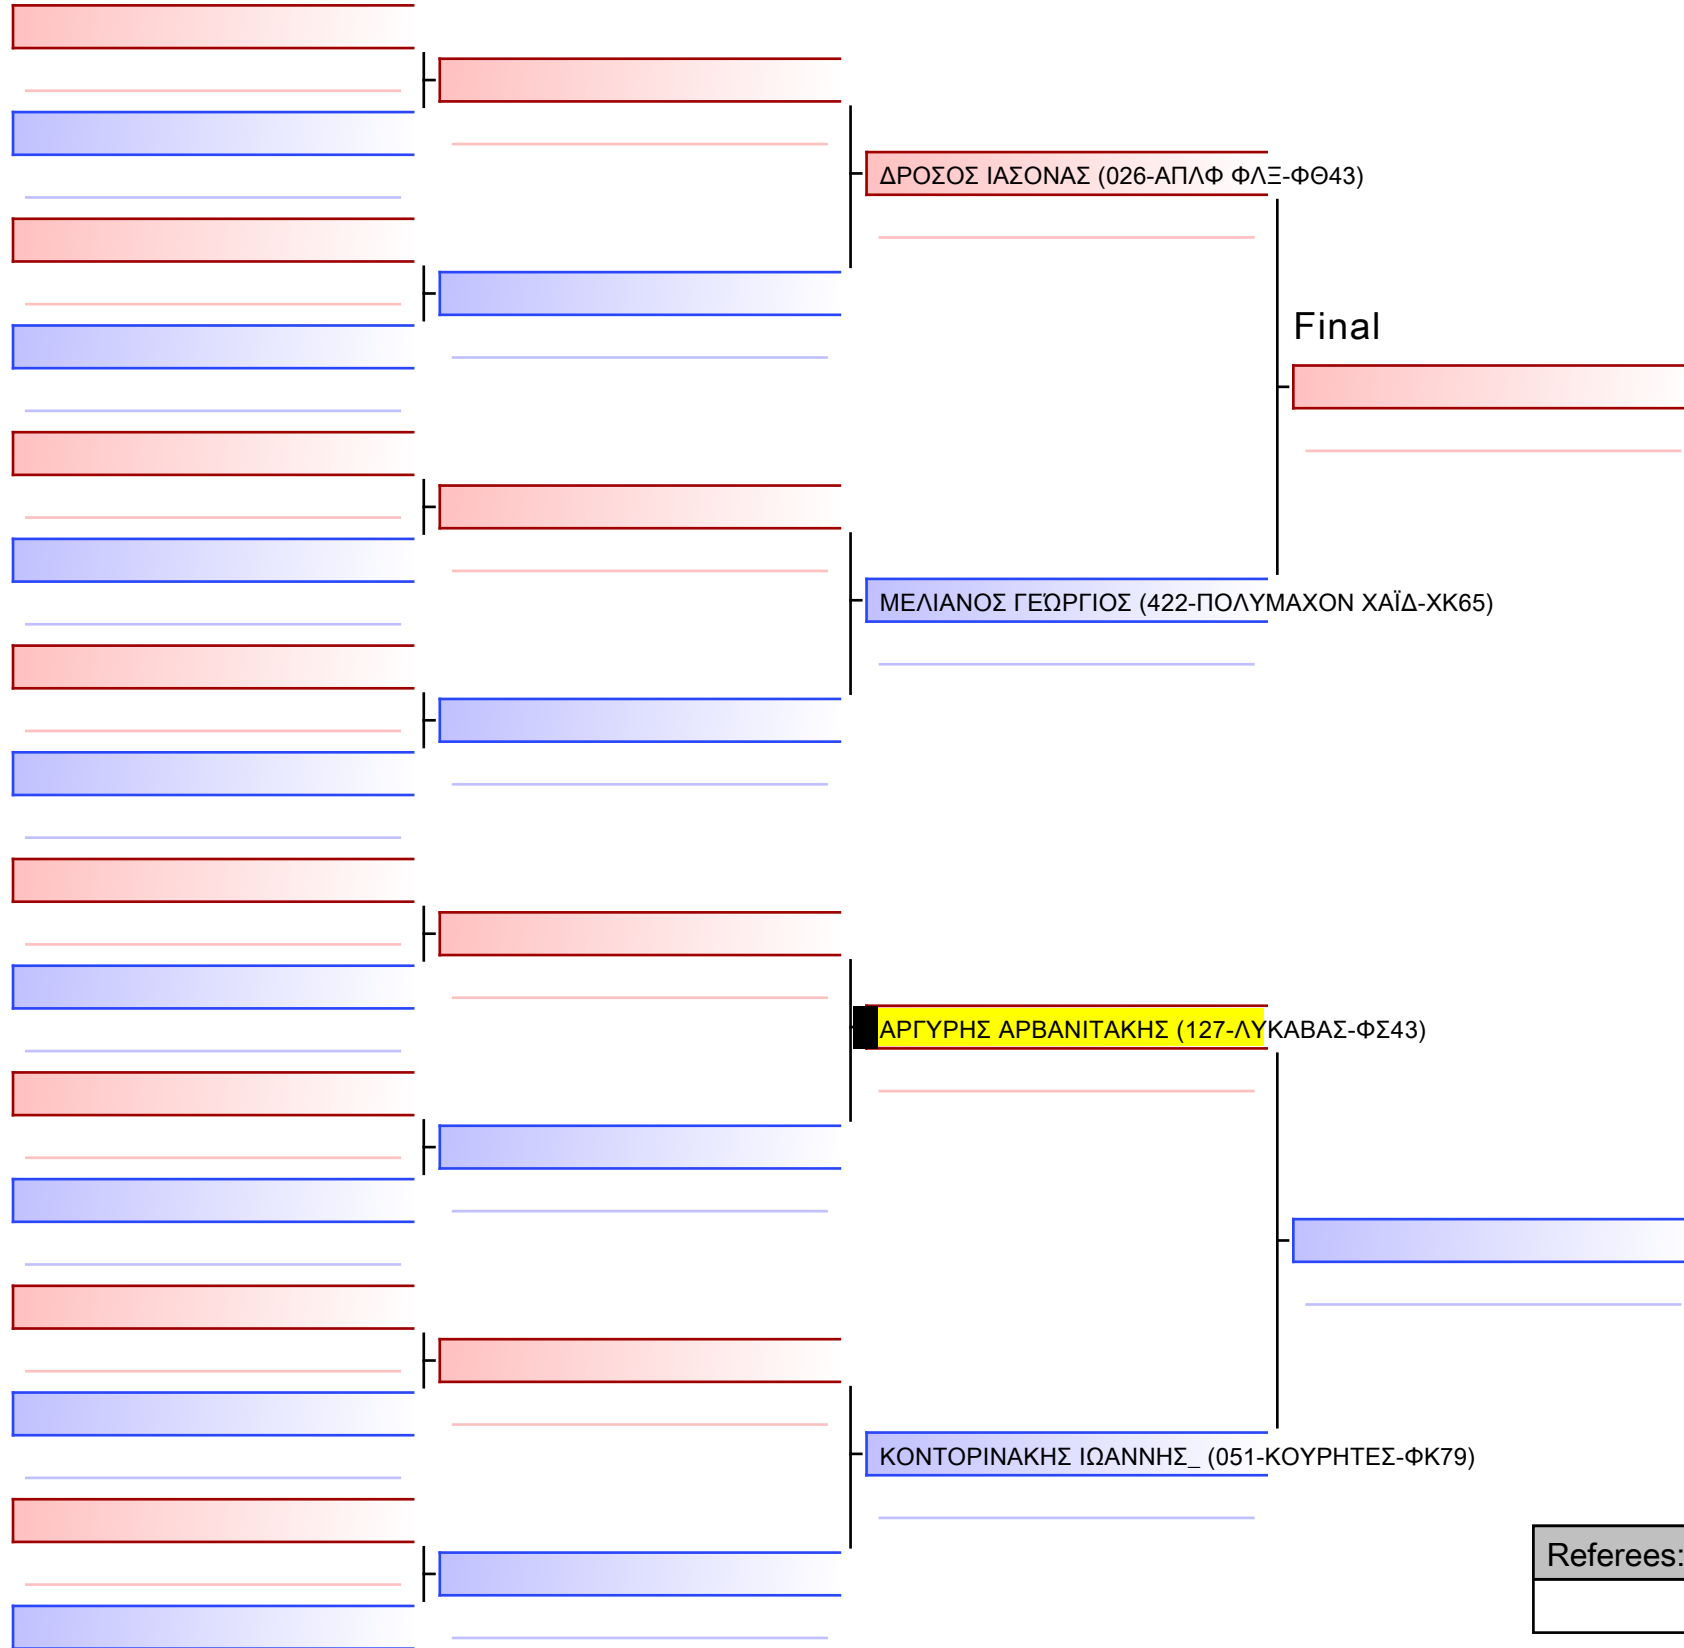 ΔΡΟΣΟΣ ΙΑΣΟΝΑΣ (026-ΑΠΛΦ ΦΛΞ-ΦΘ43)
Final
ΜΕΛΙΑΝΟΣ ΓΕΏΡΓΙΟΣ (422-ΠΟΛΥΜΑΧΟΝ ΧΑΪΔ-ΧΚ65)
ΑΡΓΥΡΗΣ ΑΡΒΑΝΙΤΑΚΗΣ (127-ΛΥΚΑΒΑΣ-ΦΣ43)
ΚΟΝΤΟΡΙΝΑΚΗΣ ΙΩΑΝΝΗΣ_ (051-ΚΟΥΡΗΤΕΣ-ΦΚ79)
Referees: